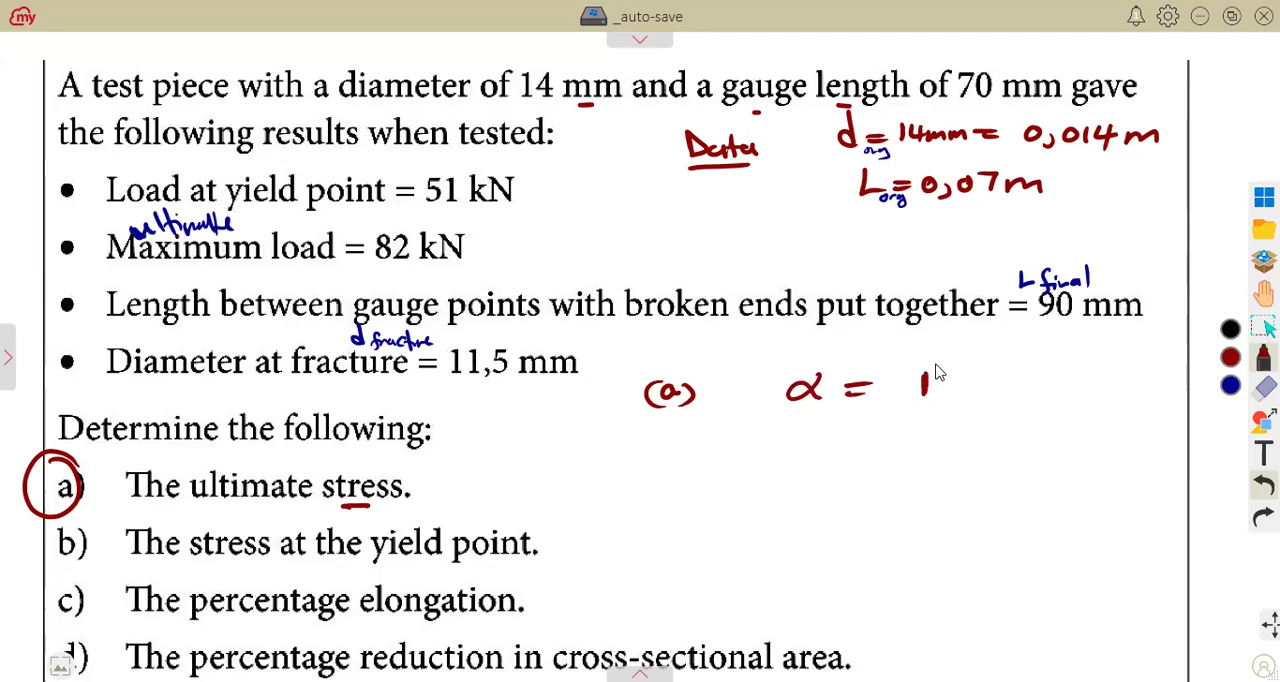 my
_auto-save
A test piece with a diameter of 14 mm and a gauge length of 70 mm gave
the following results when tested:
Data
d org = 14mm = 0,014m
L org = 0,07m
• Load at yield point = 51 kN
ultimate
• Maximum load = 82 kN
L final
• Length between gauge points with broken ends put together = 90 mm
d fracture
• Diameter at fracture = 11,5 mm
(a) α =
Determine the following:
a) The ultimate stress.
b) The stress at the yield point.
c) The percentage elongation.
d) The percentage reduction in cross-sectional area.
T